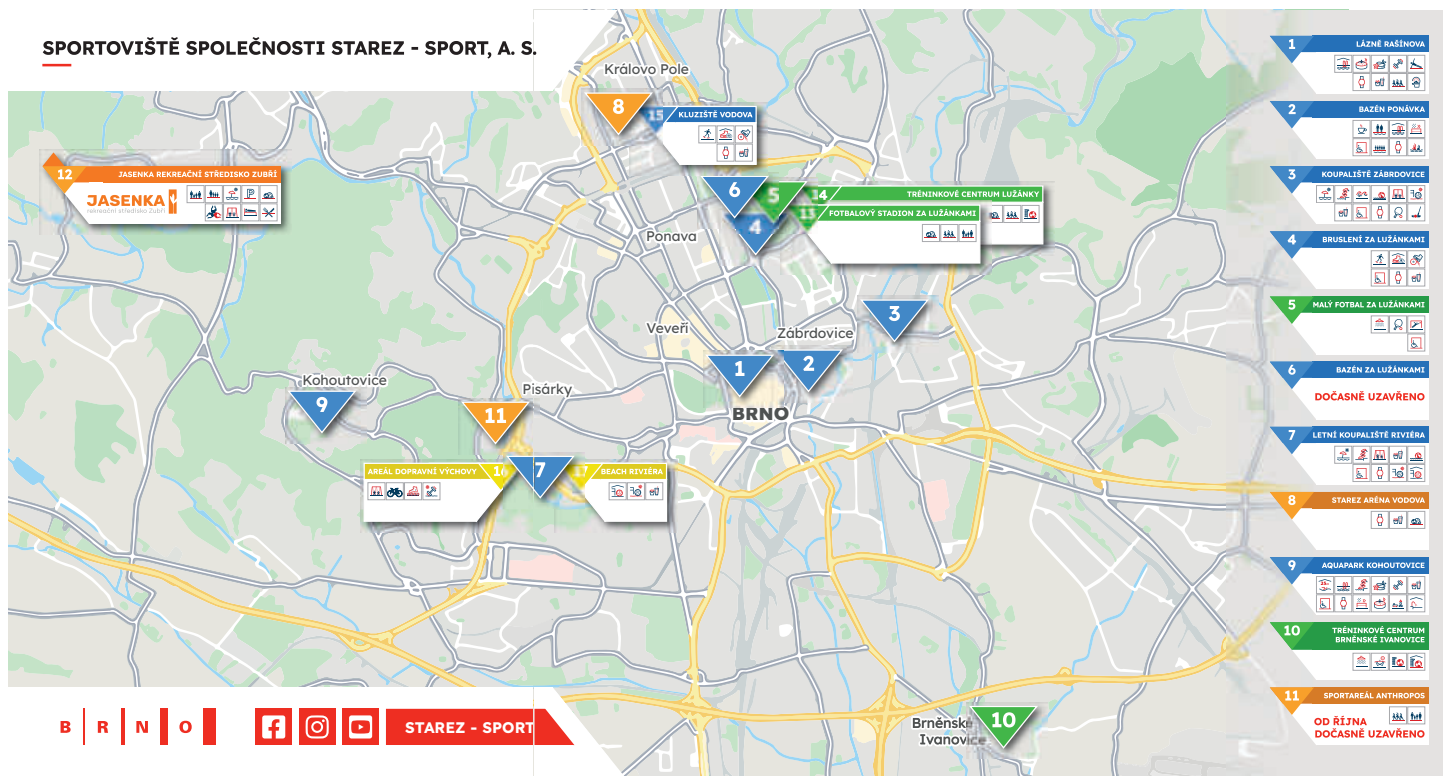 SPORTOVIŠTĚ SPOLEČNOSTI STAREZ - SPORT, A. S.
Královo Pole
8
15 KLUZIŠTĚ VODOVA
12 JASENKA REKREAČNÍ STŘEDISKO ZUBŘÍ
JASENKA
rekreační středisko Zubří
6
5
4
14 TRÉNINKOVÉ CENTRUM LUŽÁNKY
13 FOTBALOVÝ STADION ZA LUŽÁNKAMI
Ponava
3
Veveří
Zábrdovice
1
2
BRNO
Kohoutovice
9
Pisárky
11
AREÁL DOPRAVNÍ VÝCHOVY 16
7
17 BEACH RIVIÉRA
Brněnské
Ivanovice
10
1 LÁZNĚ RAŠÍNOVA
2 BAZÉN PONÁVKA
3 KOUPALIŠTĚ ZÁBRDOVICE
4 BRUSLENÍ ZA LUŽÁNKAMI
5 MALÝ FOTBAL ZA LUŽÁNKAMI
6 BAZÉN ZA LUŽÁNKAMI
DOČASNĚ UZAVŘENO
7 LETNÍ KOUPALIŠTĚ RIVIÉRA
8 STAREZ ARÉNA VODOVA
9 AQUAPARK KOHOUTOVICE
10 TRÉNINKOVÉ CENTRUM
BRNĚNSKÉ IVANOVICE
11 SPORTAREÁL ANTHROPOS
OD ŘÍJNA
DOČASNĚ UZAVŘENO
B R N O
STAREZ - SPORT